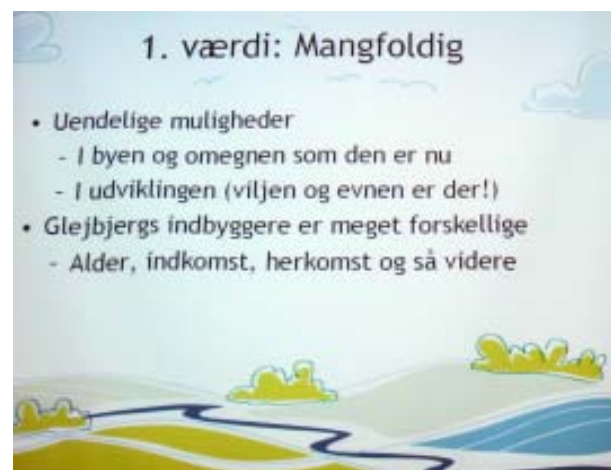 1. værdi: Mangfoldig
• Uendelige muligheder
- I byen og omegnen som den er nu
- I udviklingen (viljen og evnen er der!)
• Glejbjergs indbyggere er meget forskellige
- Alder, indkomst, herkomst og så videre